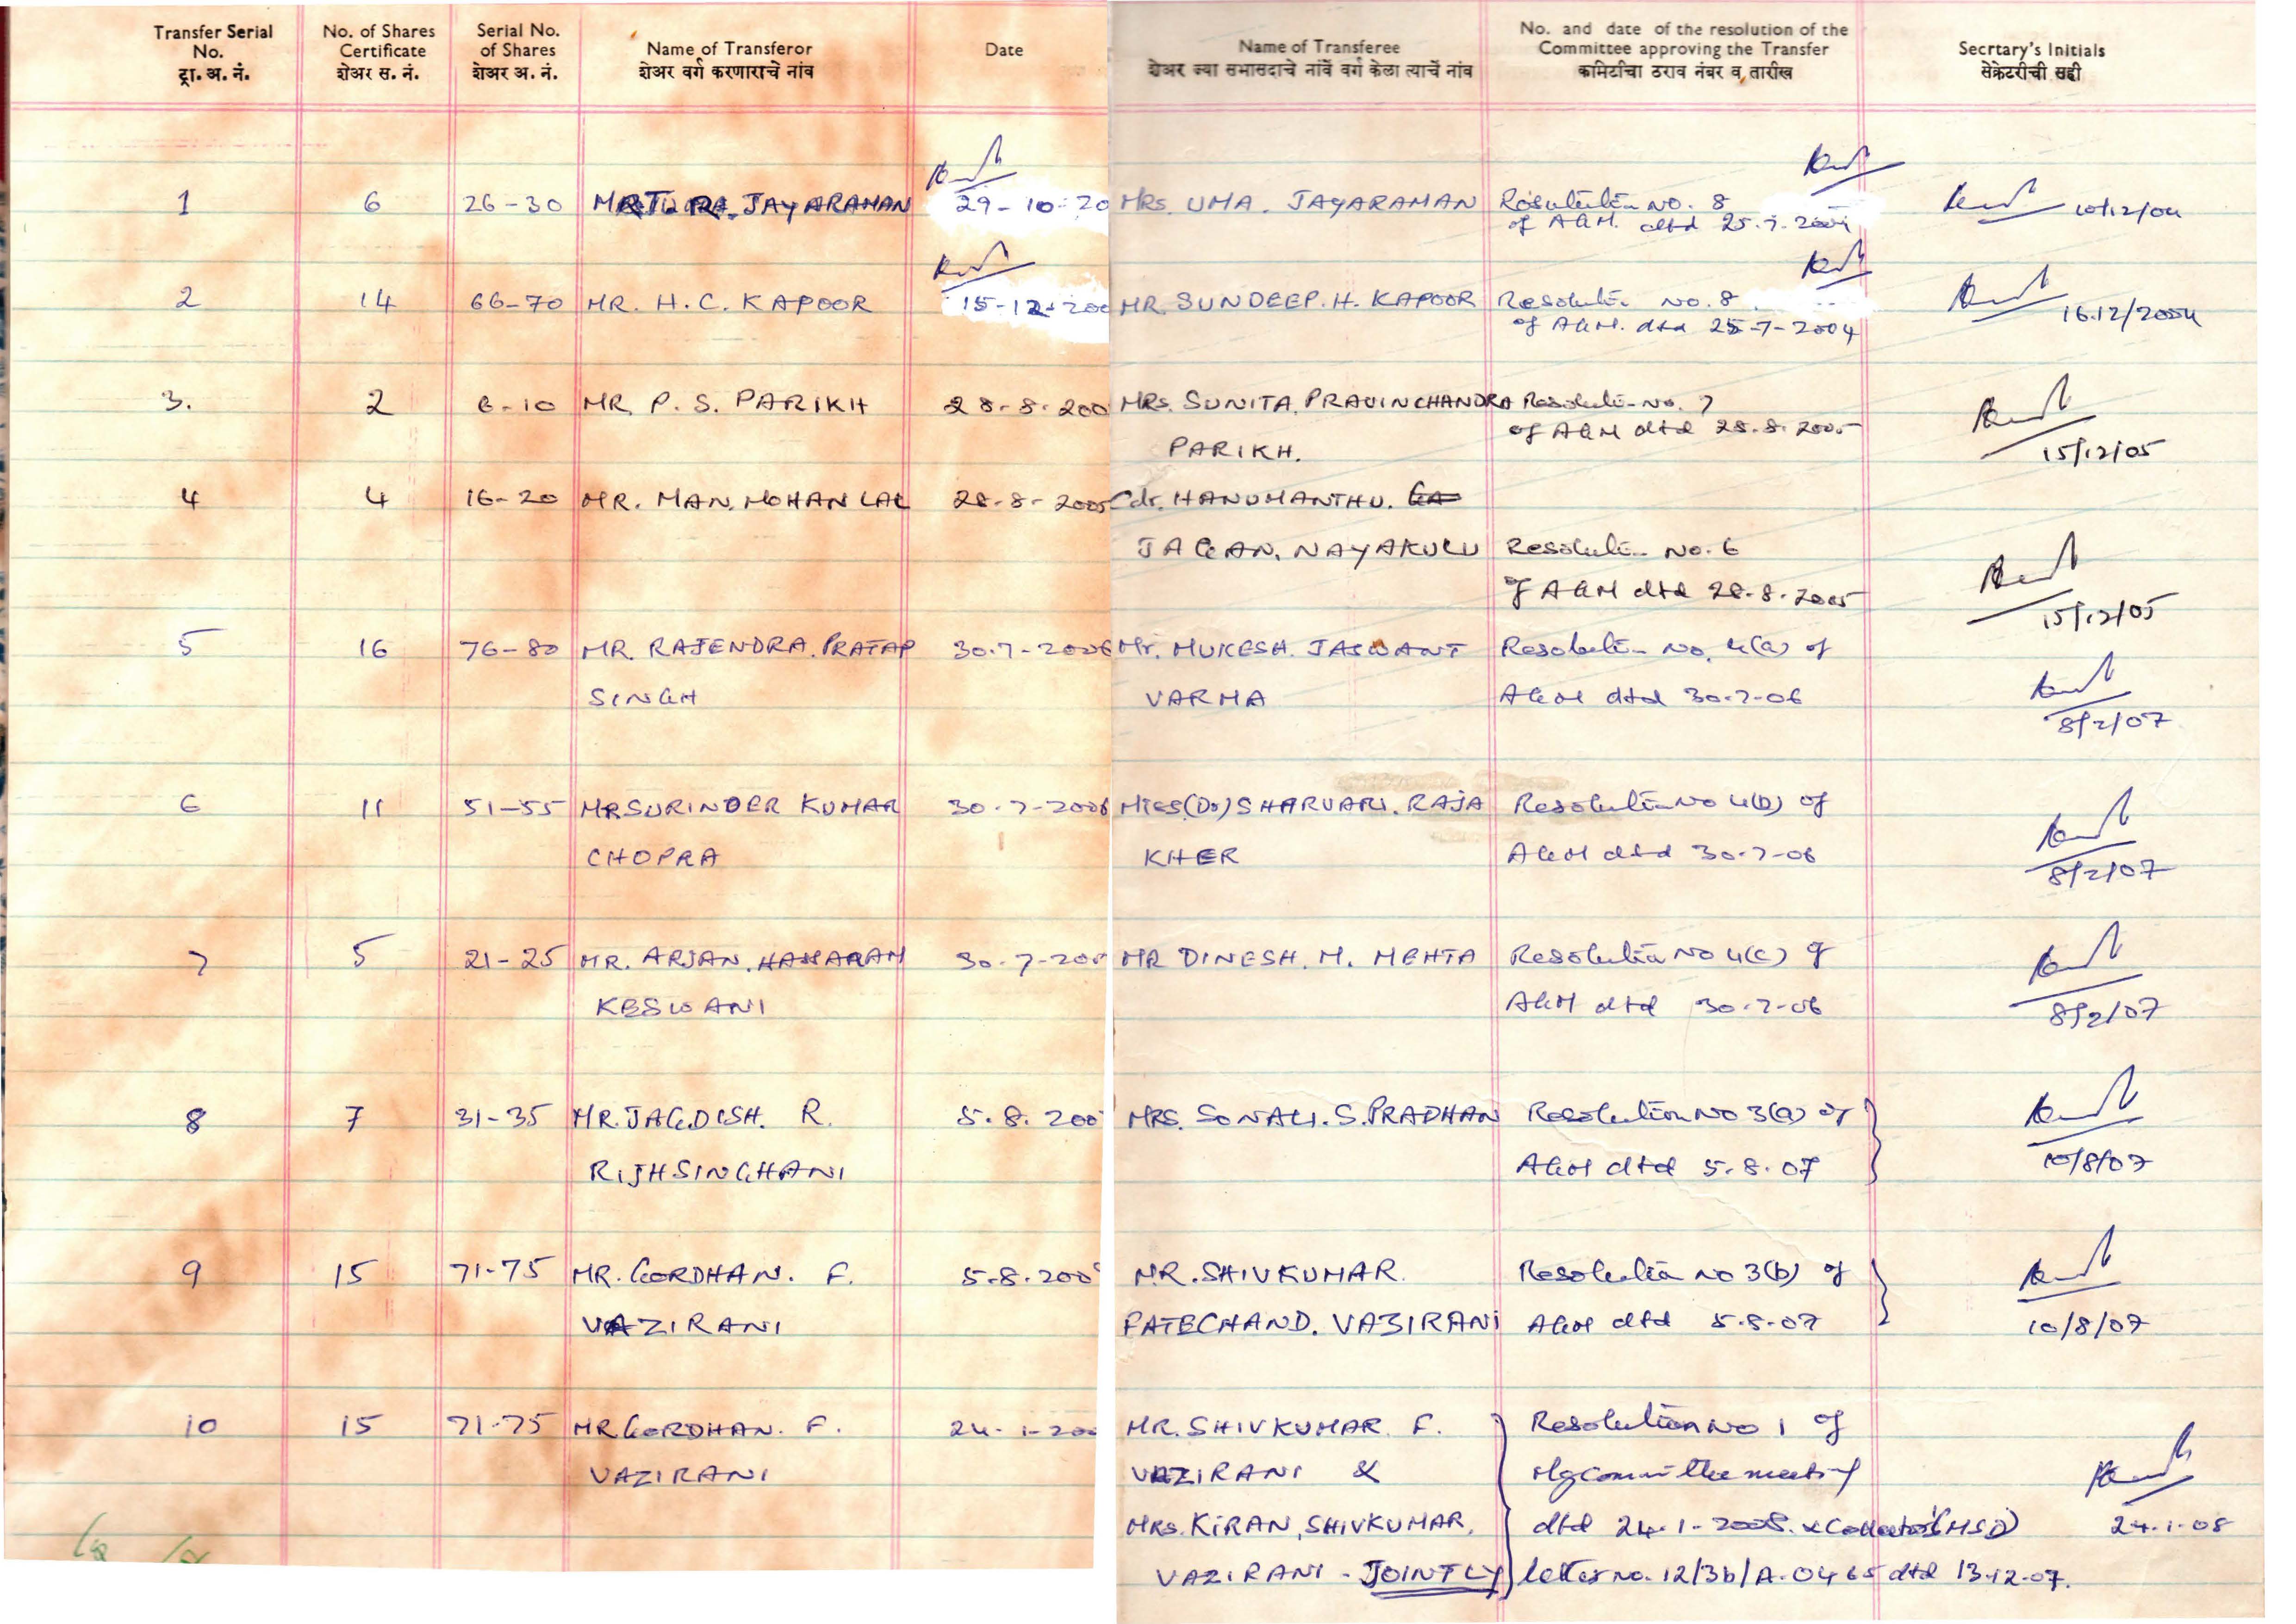 Transfer Serial No. ट्रा. अ. नं.
No. of Shares Certificate शेअर स. नं.
Serial No. of Shares शेअर अ. नं.
Name of Transferor शेअर वर्ग करणाराचे नांव
Date
Name of Transferee शेअर ज्या सभासदाचे नांवें वर्ग केला त्याचें नांव
No. and date of the resolution of the Committee approving the Transfer कमिटीचा ठराव नंबर व तारीख
Secrtary's Initials सेक्रेटरीची सही
1 6 26-30 JAYARAMAN 29-10-20 MRS. UMA. JAYARAMAN Resolution NO. 8
of AGM. dtd 25.7.2004 10/12/04
2 14 66-70 MR. H.C. KAPOOR 15-12-200 MR. SUNDEEP. H. KAPOOR Resolution NO. 8
of AGM. dtd 25-7-2004 16.12/2004
3. 2 6-10 MR. P. S. PARIKH 28-8-200 MRS. SUNITA. PRAVINCHANDRA Resolution No. 7
PARIKH. of AGM dtd 28.8.2005 15/12/05
4 4 16-20 MR. MAN. MOHAN LAL 28-8-2005 Cdr. HANUMANTHU.
JAGAN. NAYAKULU Resolution No. 6
of AGM dtd 28.8.2005 15/12/05
5 16 76-80 MR. RAJENDRA. PRATAP 30.7-2006 Mr. MUKESH. JASWANT Resolution No. 4(a) of
SINGH VARMA AGM dtd 30-7-06 8/2/07
6 11 51-55 MR SURINDER KUMAR 30-7-2006 MISS.(Dr) SHARVARI. RAJA Resolution No 4(b) of
CHOPRA KHER AGM dtd 30-7-06 8/2/07
7 5 21-25 MR. ARJAN. 30-7-200 MR DINESH. M. MEHTA Resolution NO 4(c) of
KESWANI AGM dtd 30-7-06 8/2/07
8 7 31-35 MR. JAGDISH. R. 5.8.200 MRS. SONALI. S. PRADHAN Resolution NO 3(a) of
RIJHSINGHANI AGM dtd 5.8.07 10/8/07
9 15 71-75 MR. GORDHAN. F. 5-8-200 MR. SHIVKUMAR. Resolution NO 3(b) of
VAZIRANI FATECHAND. VAZIRANI AGM dtd 5-8-07 10/8/07
10 15 71-75 MR GORDHAN. F. 24-1-200 MR. SHIVKUMAR F. Resolution NO 1 of
VAZIRANI VAZIRANI & Mg committee meeting
MRS. KIRAN. SHIVKUMAR. dtd 24.1-2008. & Collector's (MSD) 24.1.08
VAZIRANI - JOINTLY letter no. 12/3b/A-0465 dtd 13-12-07.